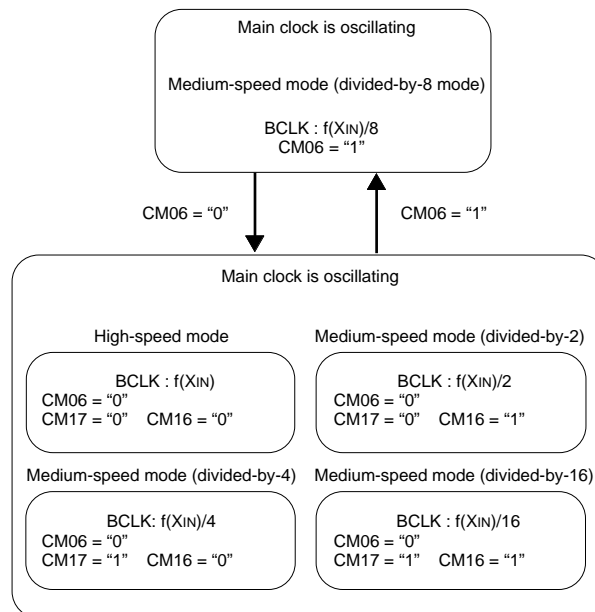 Main clock is oscillating
Medium-speed mode (divided-by-8 mode)
BCLK : f(XIN)/8
CM06 = “1”
CM06 = “0”
CM06 = “1”
Main clock is oscillating
High-speed mode
BCLK : f(XIN)
CM06 = “0”
CM17 = “0” CM16 = “0”
Medium-speed mode (divided-by-2)
BCLK : f(XIN)/2
CM06 = “0”
CM17 = “0” CM16 = “1”
Medium-speed mode (divided-by-4)
BCLK: f(XIN)/4
CM06 = “0”
CM17 = “1” CM16 = “0”
Medium-speed mode (divided-by-16)
BCLK : f(XIN)/16
CM06 = “0”
CM17 = “1” CM16 = “1”